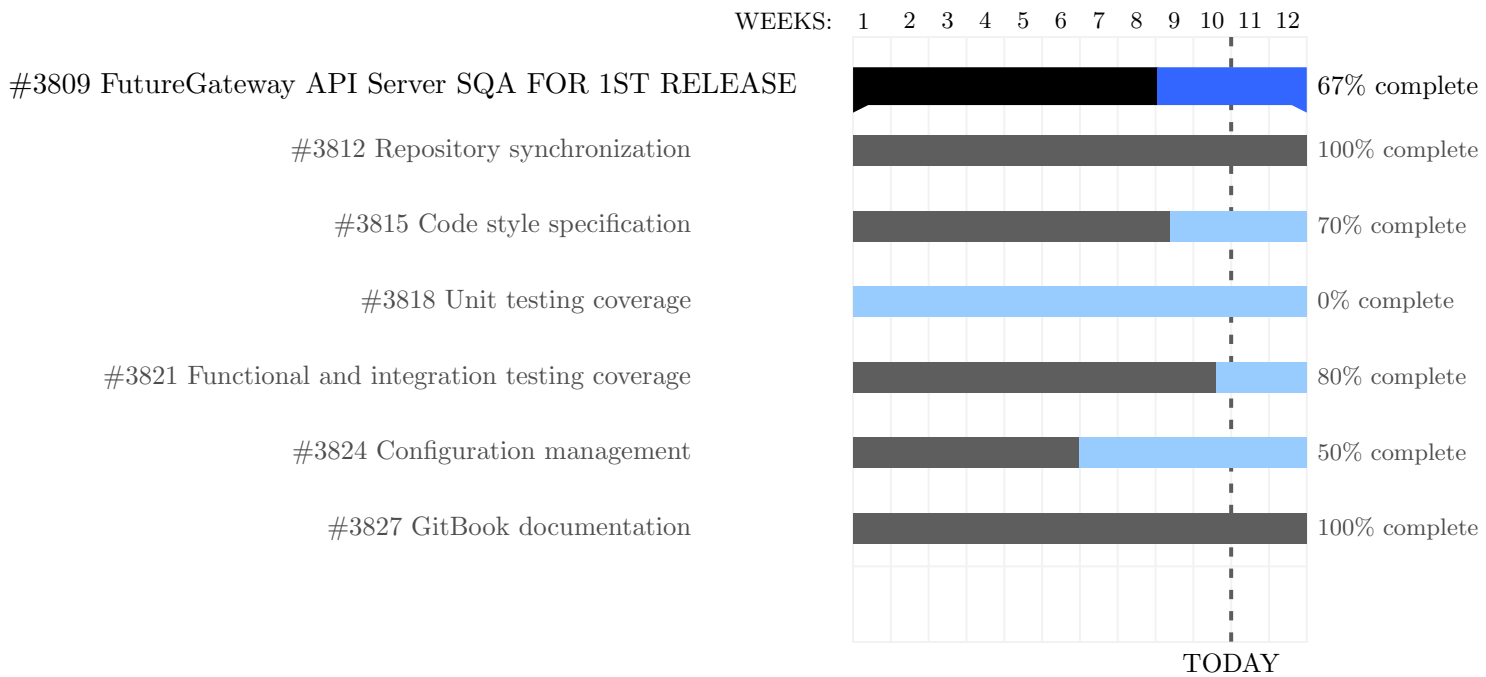 WEEKS: 1 2 3 4 5 6 7 8 9 10 11 12
#3809 FutureGateway API Server SQA FOR 1ST RELEASE 67% complete
#3812 Repository synchronization 100% complete
#3815 Code style specification 70% complete
#3818 Unit testing coverage 0% complete
#3821 Functional and integration testing coverage 80% complete
#3824 Configuration management 50% complete
#3827 GitBook documentation 100% complete
TODAY